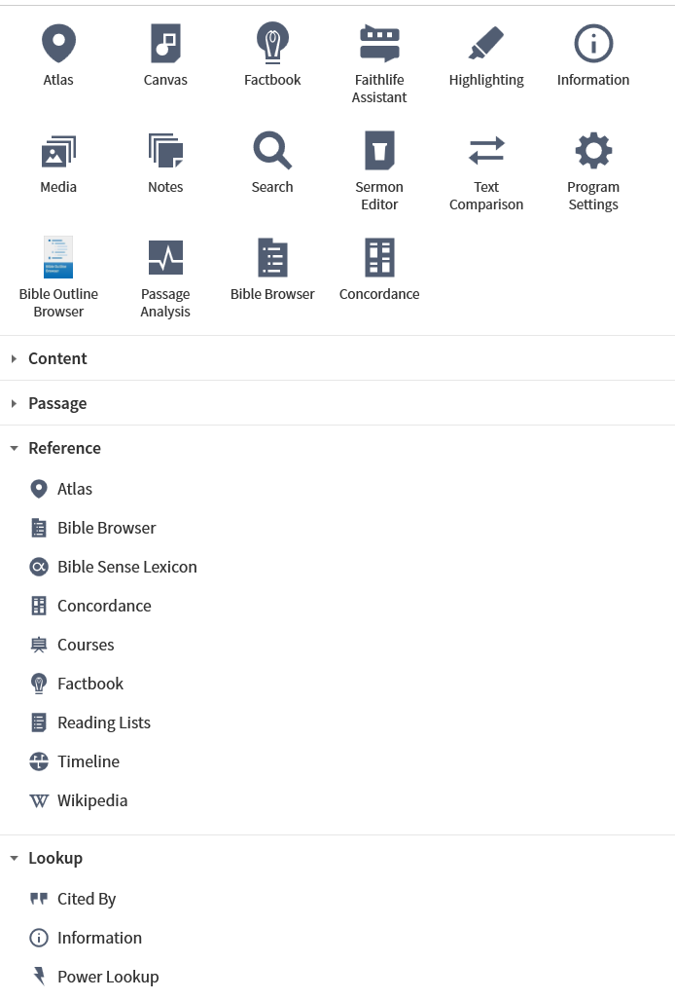 Atlas
Canvas
Factbook
Faithlife
Assistant
Highlighting
Information
Media
Notes
Search
Sermon
Editor
Text
Comparison
Program
Settings
Bible Outline
Browser
Passage
Analysis
Bible Browser
Concordance
Content
Passage
Reference
Atlas
Bible Browser
Bible Sense Lexicon
Concordance
Courses
Factbook
Reading Lists
Timeline
Wikipedia
Lookup
Cited By
Information
Power Lookup